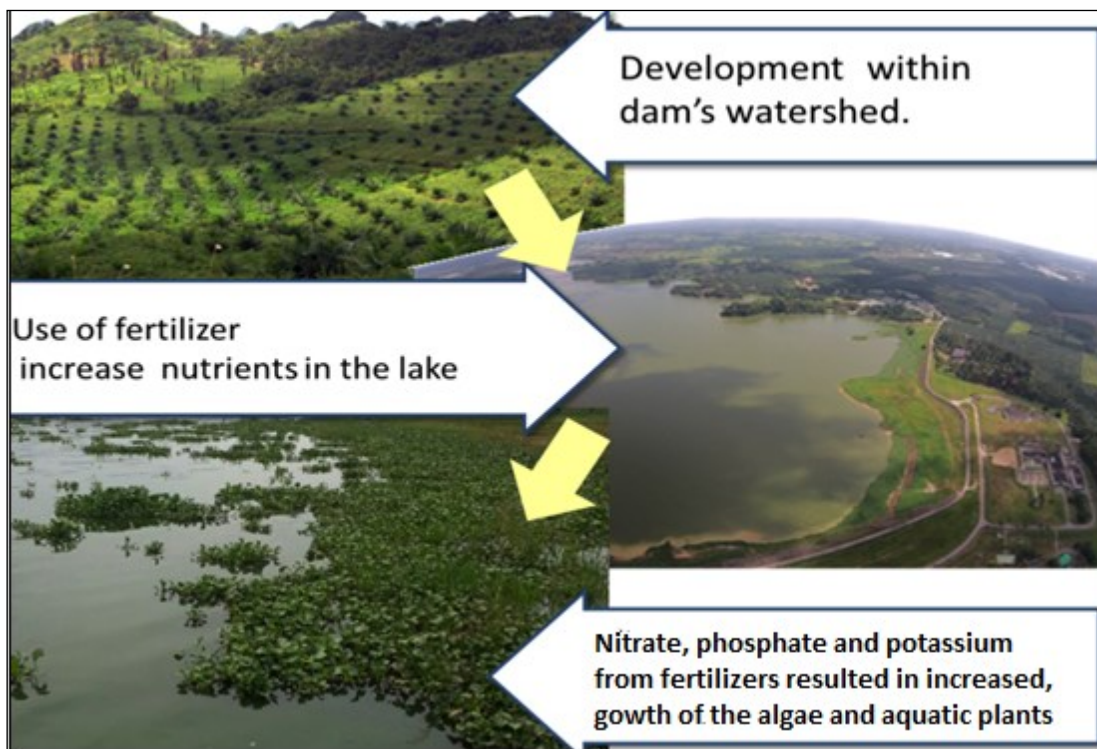 Development within
dam's watershed.
Use of fertilizer
increase nutrients in the lake
Nitrate, phosphate and potassium
from fertilizers resulted in increased,
gowth of the algae and aquatic plants